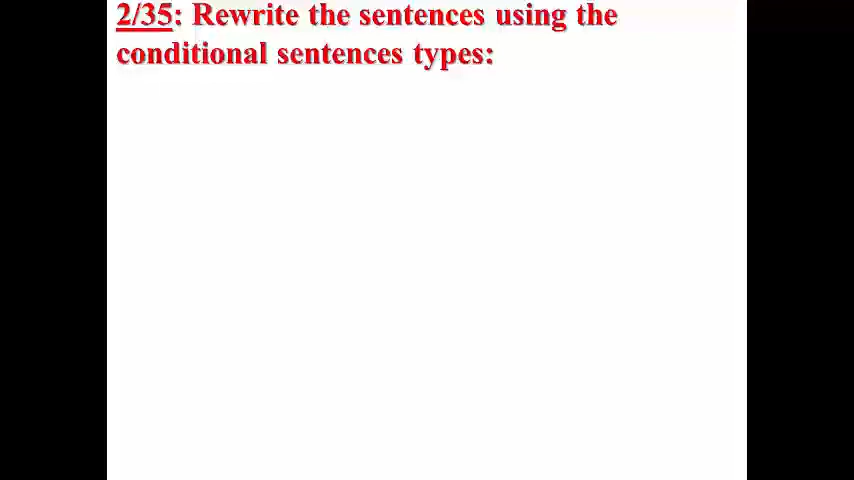 2/35: Rewrite the sentences using the
conditional sentences types: